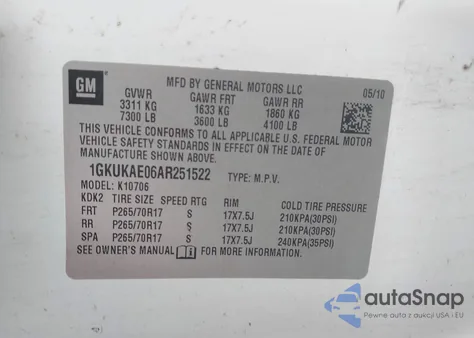 GM
MFD BY GENERAL MOTORS LLC
05/10
GVWR GAWR FRT GAWR RR
3311 KG 1633 KG 1860 KG
7300 LB 3600 LB 4100 LB
THIS VEHICLE CONFORMS TO ALL APPLICABLE U.S. FEDERAL MOTOR
VEHICLE SAFETY STANDARDS IN EFFECT ON THE DATE OF
MANUFACTURE SHOWN ABOVE.
1GKUKAE06AR251522 TYPE: M.P.V.
MODEL: K10706
KDK2 TIRE SIZE SPEED RTG RIM COLD TIRE PRESSURE
FRT P265/70R17 S 17X7.5J 210KPA(30PSI)
RR P265/70R17 S 17X7.5J 210KPA(30PSI)
SPA P265/70R17 S 17X7.5J 240KPA(35PSI)
SEE OWNER'S MANUAL FOR MORE INFORMATION.
autoSnap
Pewne auta z aukcji USA i EU